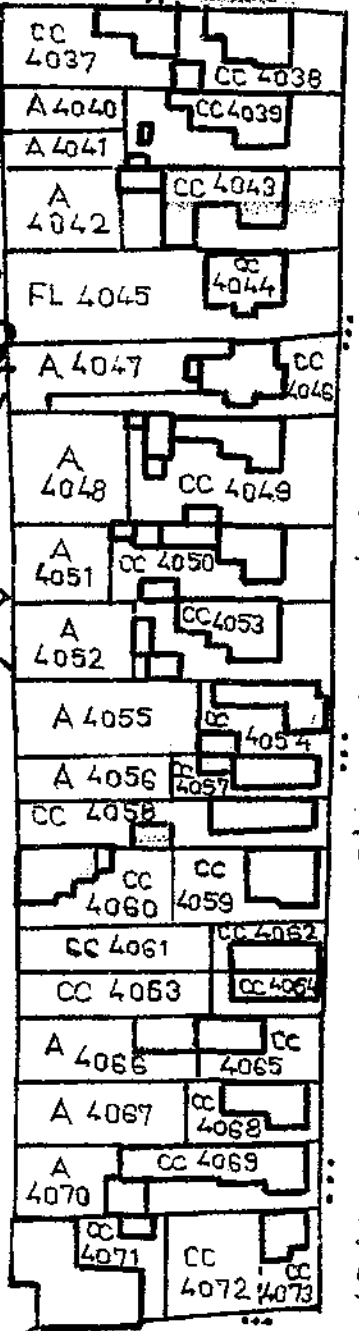 CC
4037
CC 4038
A 4040
CC 4039
A 4041
A
4042
CC 4043
FL 4045
CC
4044
A 4047
CC
4046
A
4048
CC 4049
A
4051
CC 4050
A
4052
CC 4053
A 4055
CC
4054
A 4056
4057
CC 4058
CC
4060
CC
4059
CC 4061
CC 4062
CC 4063
CC 4064
A
4066
CC
4065
A 4067
CC
4068
A
4070
CC 4069
CC
4071
CC
4072
CC
4073